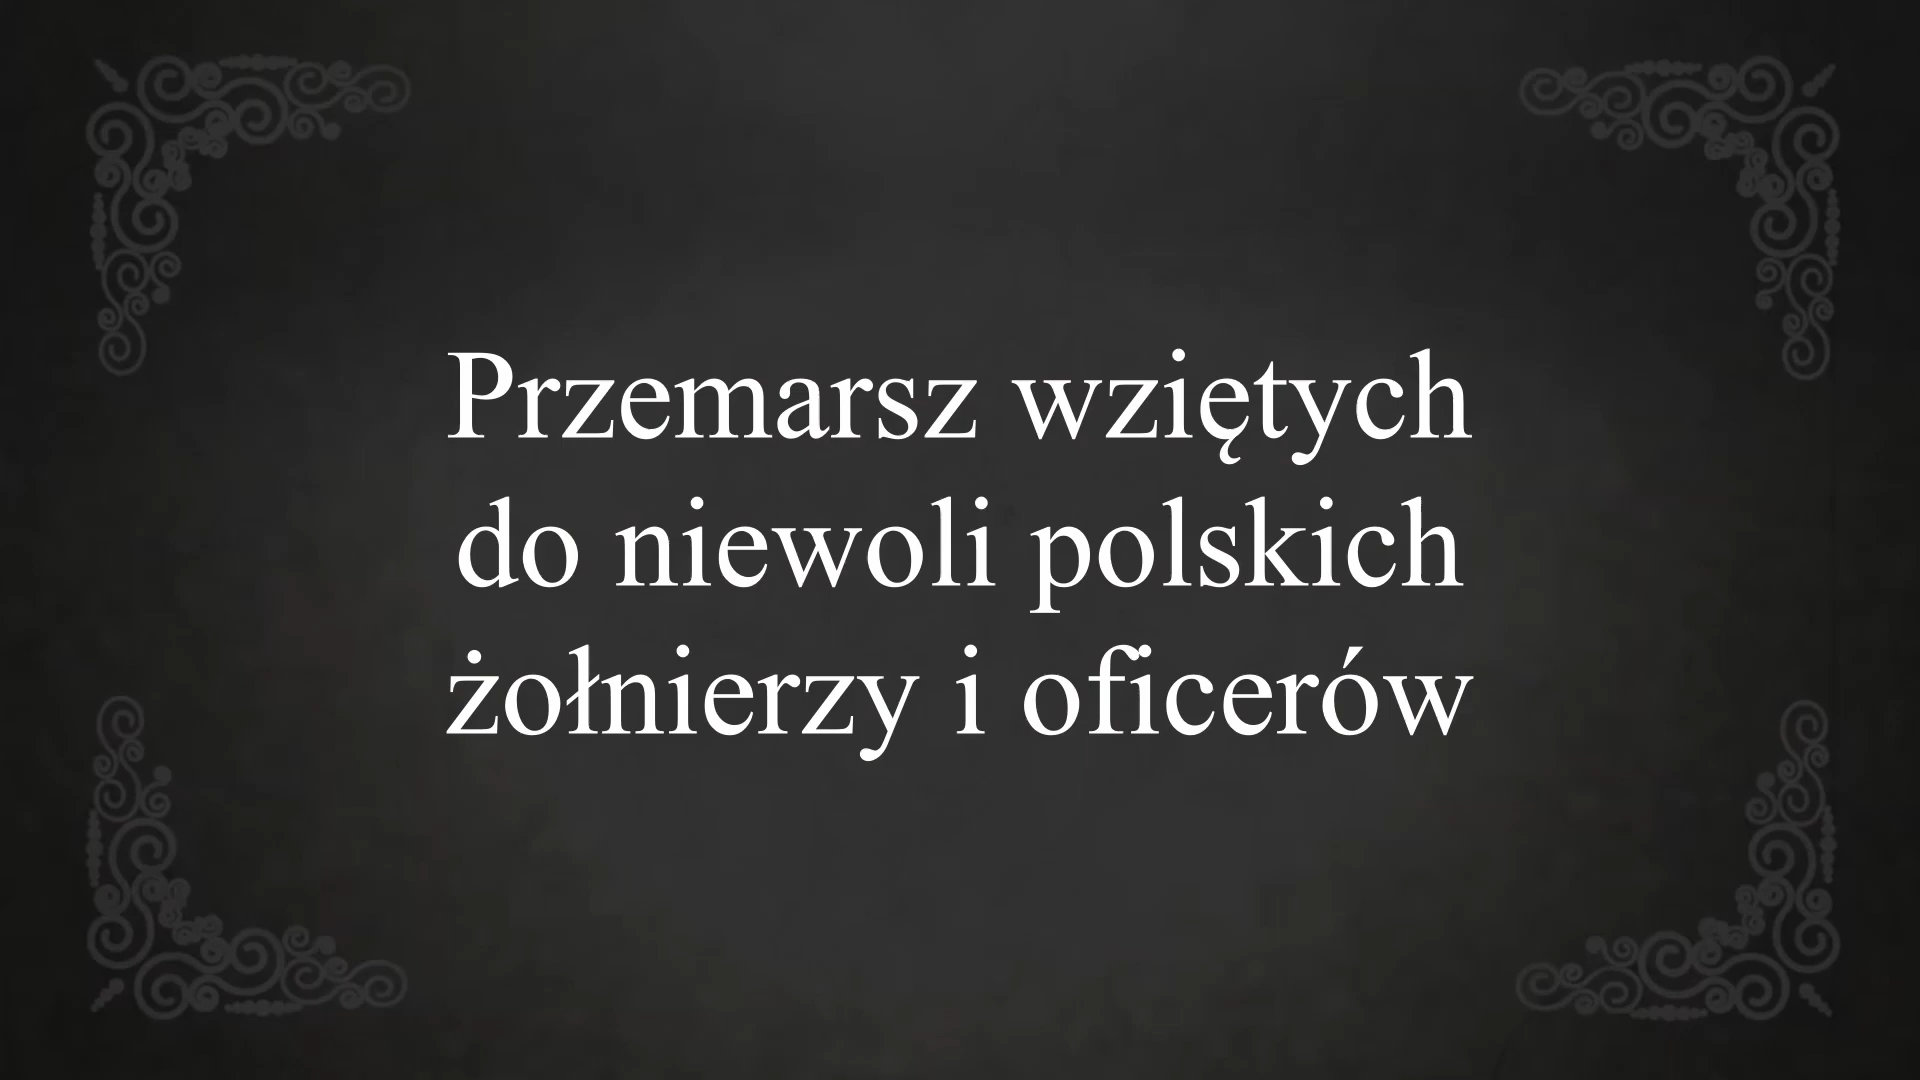 Przemarsz wziętych
do niewoli polskich
żołnierzy i oficerów